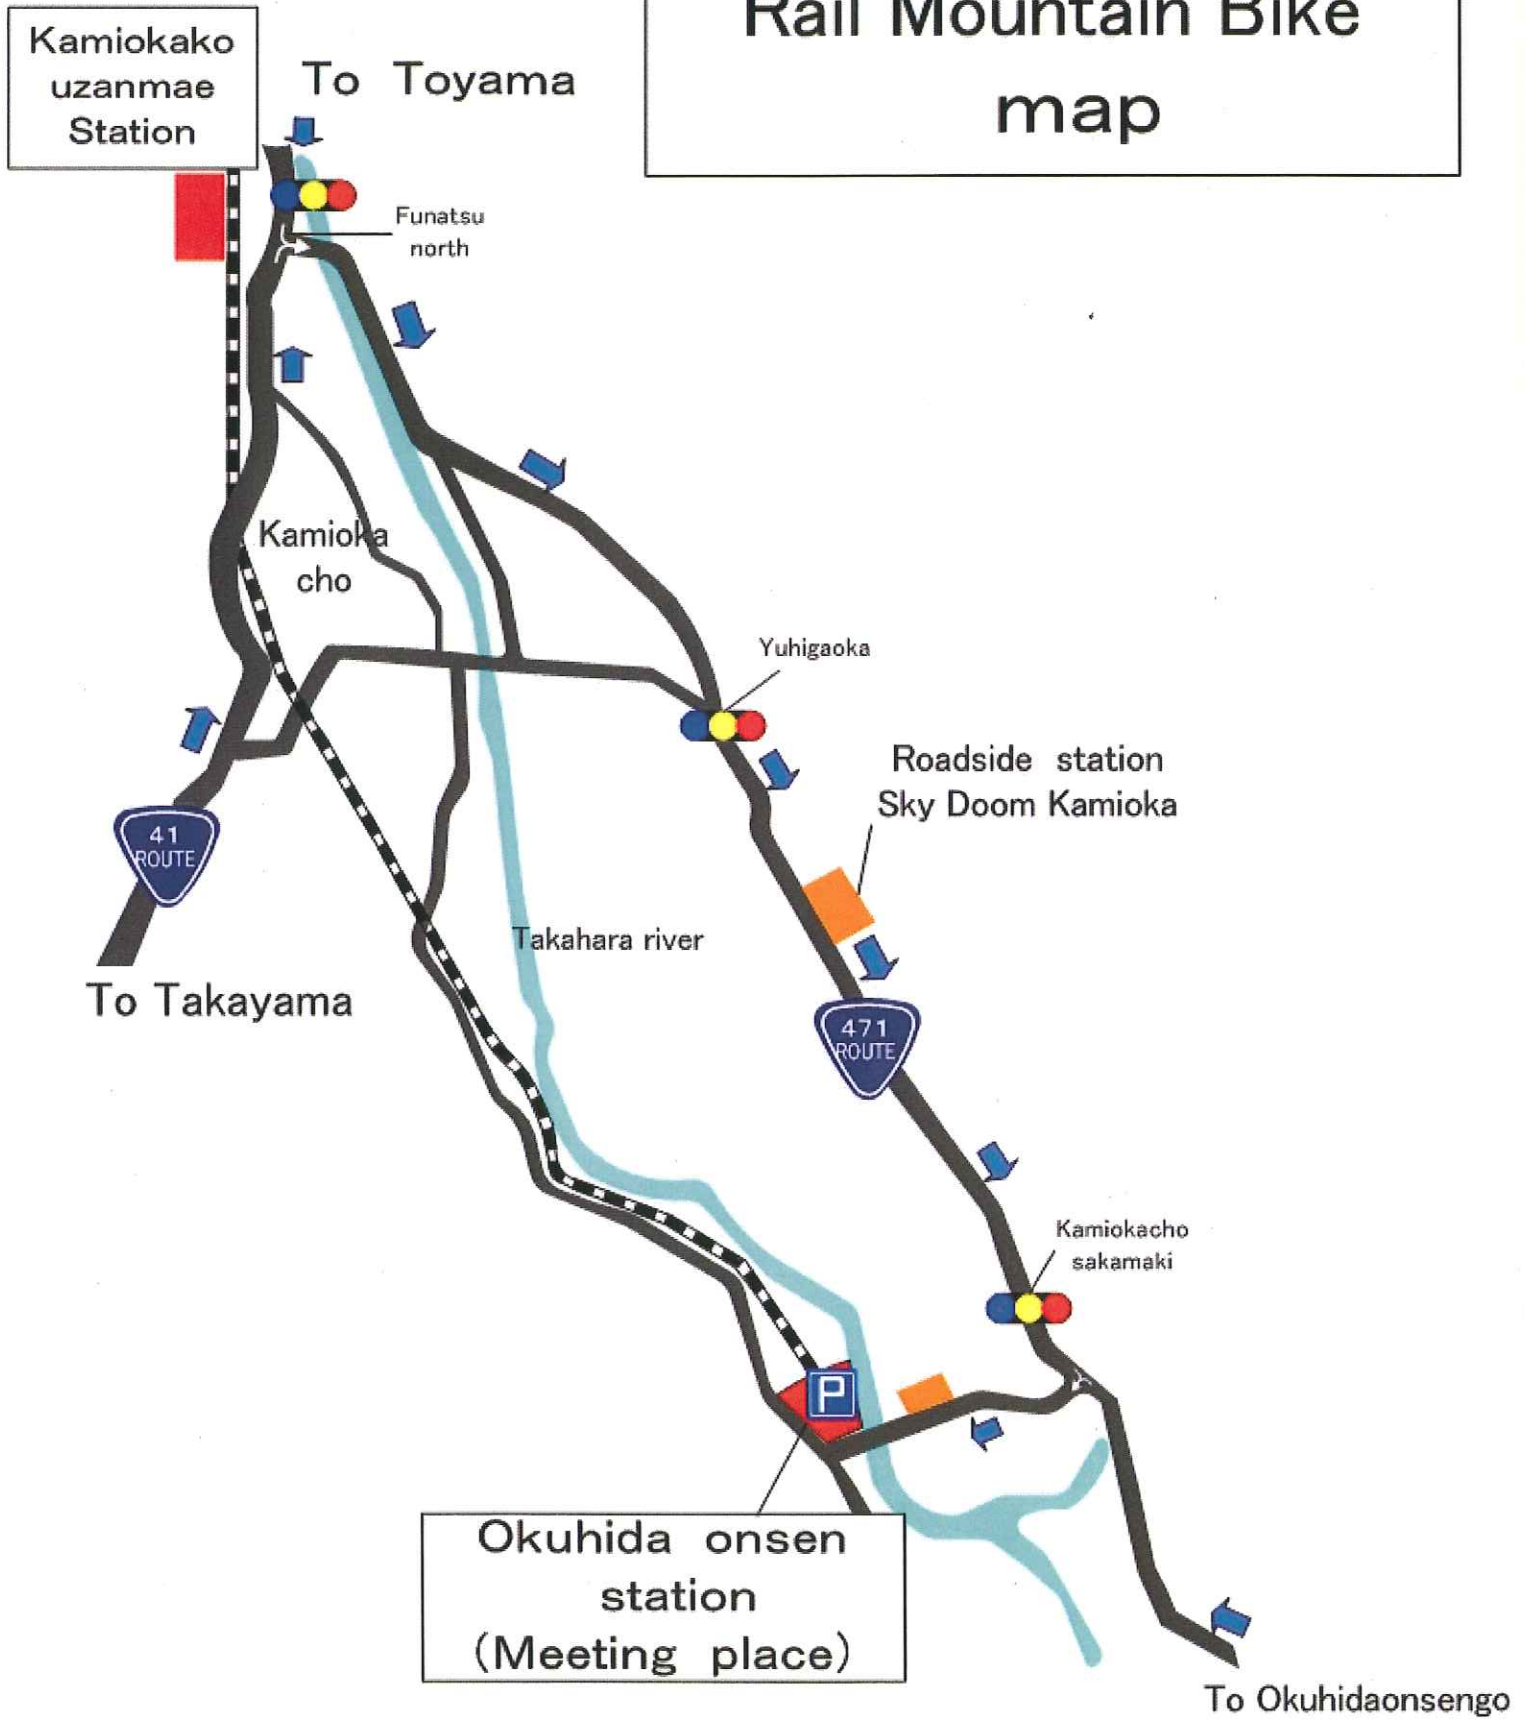 Rail Mountain Bike
map
Kamiokako
uzanmae
Station
To Toyama
Funatsu
north
Kamioka
cho
Yuhigaoka
Roadside station
Sky Doom Kamioka
41
ROUTE
Takahara river
To Takayama
471
ROUTE
Kamiokacho
sakamaki
P
Okuhida onsen
station
(Meeting place)
To Okuhidaonsengo